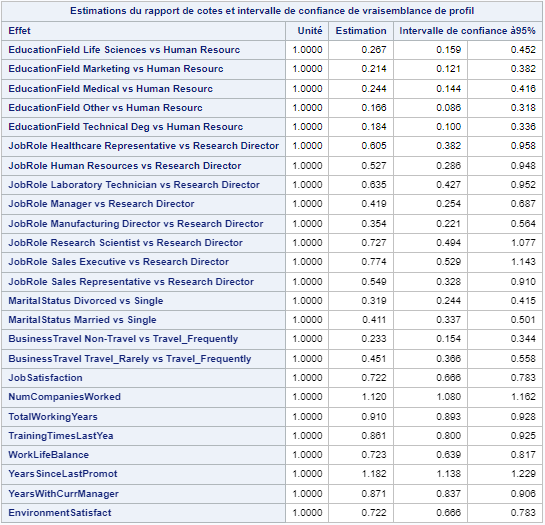 Estimations du rapport de cotes et intervalle de confiance de vraisemblance de profil
Effet Unité Estimation Intervalle de confiance à95%
EducationField Life Sciences vs Human Resourc 1.0000 0.267 0.159 0.452
EducationField Marketing vs Human Resourc 1.0000 0.214 0.121 0.382
EducationField Medical vs Human Resourc 1.0000 0.244 0.144 0.416
EducationField Other vs Human Resourc 1.0000 0.166 0.086 0.318
EducationField Technical Deg vs Human Resourc 1.0000 0.184 0.100 0.336
JobRole Healthcare Representative vs Research Director 1.0000 0.605 0.382 0.958
JobRole Human Resources vs Research Director 1.0000 0.527 0.286 0.948
JobRole Laboratory Technician vs Research Director 1.0000 0.635 0.427 0.952
JobRole Manager vs Research Director 1.0000 0.419 0.254 0.687
JobRole Manufacturing Director vs Research Director 1.0000 0.354 0.221 0.564
JobRole Research Scientist vs Research Director 1.0000 0.727 0.494 1.077
JobRole Sales Executive vs Research Director 1.0000 0.774 0.529 1.143
JobRole Sales Representative vs Research Director 1.0000 0.549 0.328 0.910
MaritalStatus Divorced vs Single 1.0000 0.319 0.244 0.415
MaritalStatus Married vs Single 1.0000 0.411 0.337 0.501
BusinessTravel Non-Travel vs Travel_Frequently 1.0000 0.233 0.154 0.344
BusinessTravel Travel_Rarely vs Travel_Frequently 1.0000 0.451 0.366 0.558
JobSatisfaction 1.0000 0.722 0.666 0.783
NumCompaniesWorked 1.0000 1.120 1.080 1.162
TotalWorkingYears 1.0000 0.910 0.893 0.928
TrainingTimesLastYea 1.0000 0.861 0.800 0.925
WorkLifeBalance 1.0000 0.723 0.639 0.817
YearsSinceLastPromot 1.0000 1.182 1.138 1.229
YearsWithCurrManager 1.0000 0.871 0.837 0.906
EnvironmentSatisfact 1.0000 0.722 0.666 0.783